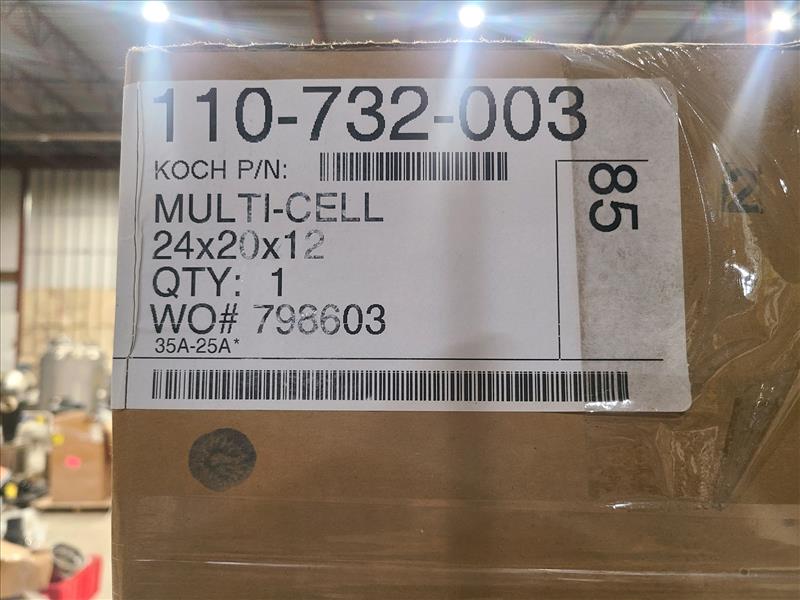 110-732-003
KOCH P/N:
MULTI-CELL
24x20x12
QTY: 1
WO# 798603
35A-25A*
85